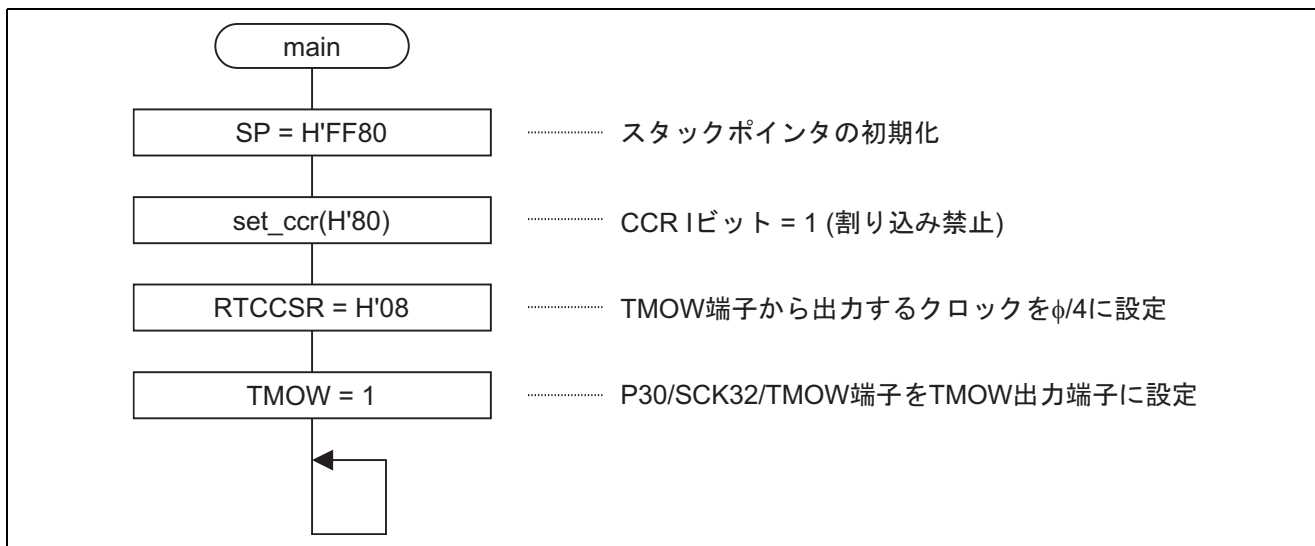 main
SP = H'FF80 スタックポインタの初期化
set_ccr(H'80) CCR Iビット = 1 (割り込み禁止)
RTCCSR = H'08 TMOW端子から出力するクロックをφ/4に設定
TMOW = 1 P30/SCK32/TMOW端子をTMOW出力端子に設定